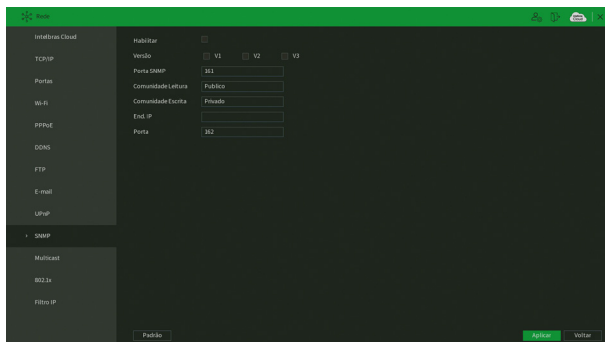 Rede
Intelbras Cloud
TCP/IP
Portas
Wi-Fi
PPPoE
DDNS
FTP
E-mail
UPnP
SNMP
Multicast
802.1x
Filtro IP
Habilitar
Versão V1 V2 V3
Porta SNMP 161
Comunidade Leitura Publico
Comunidade Escrita Privado
End. IP
Porta 162
Padrão Aplicar Voltar